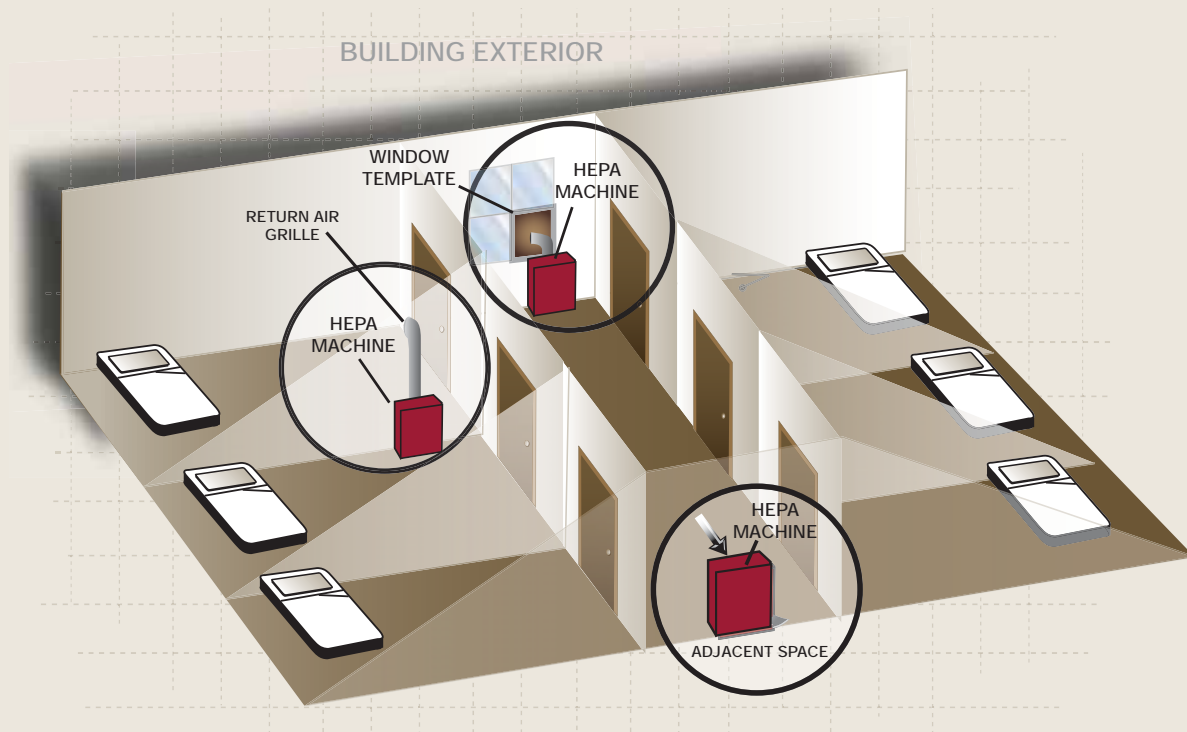 BUILDING EXTERIOR
WINDOW
TEMPLATE
HEPA
MACHINE
RETURN AIR
GRILLE
HEPA
MACHINE
HEPA
MACHINE
ADJACENT SPACE